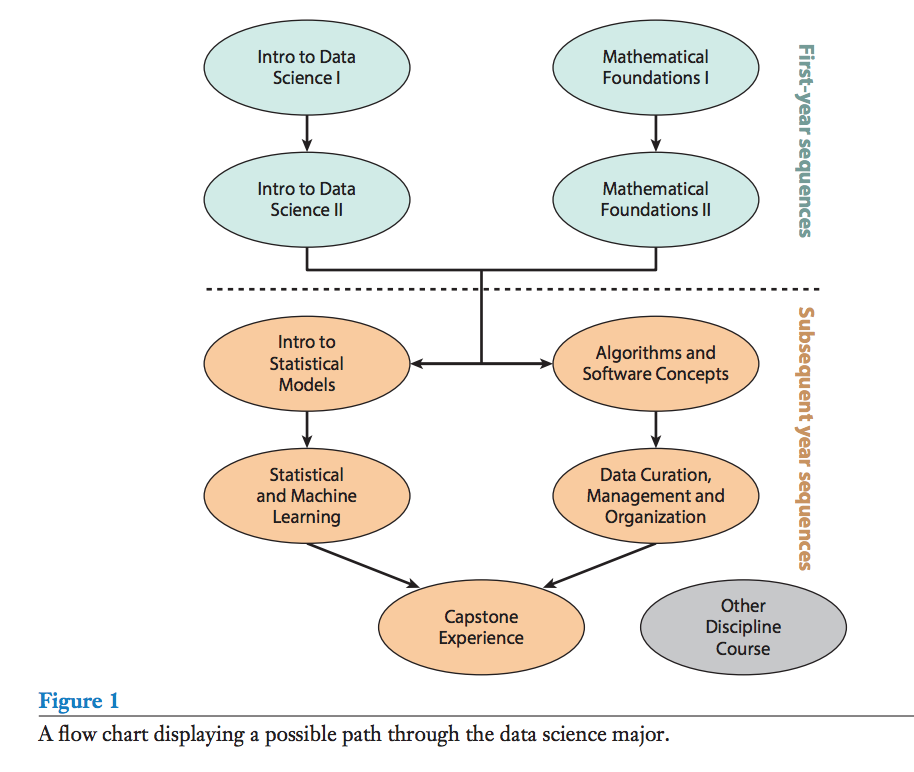 Intro to Data
Science I
Mathematical
Foundations I
First-year sequences
Intro to Data
Science II
Mathematical
Foundations II
Intro to
Statistical
Models
Algorithms and
Software Concepts
Subsequent year sequences
Statistical
and Machine
Learning
Data Curation,
Management and
Organization
Capstone
Experience
Other
Discipline
Course
Figure 1
A flow chart displaying a possible path through the data science major.